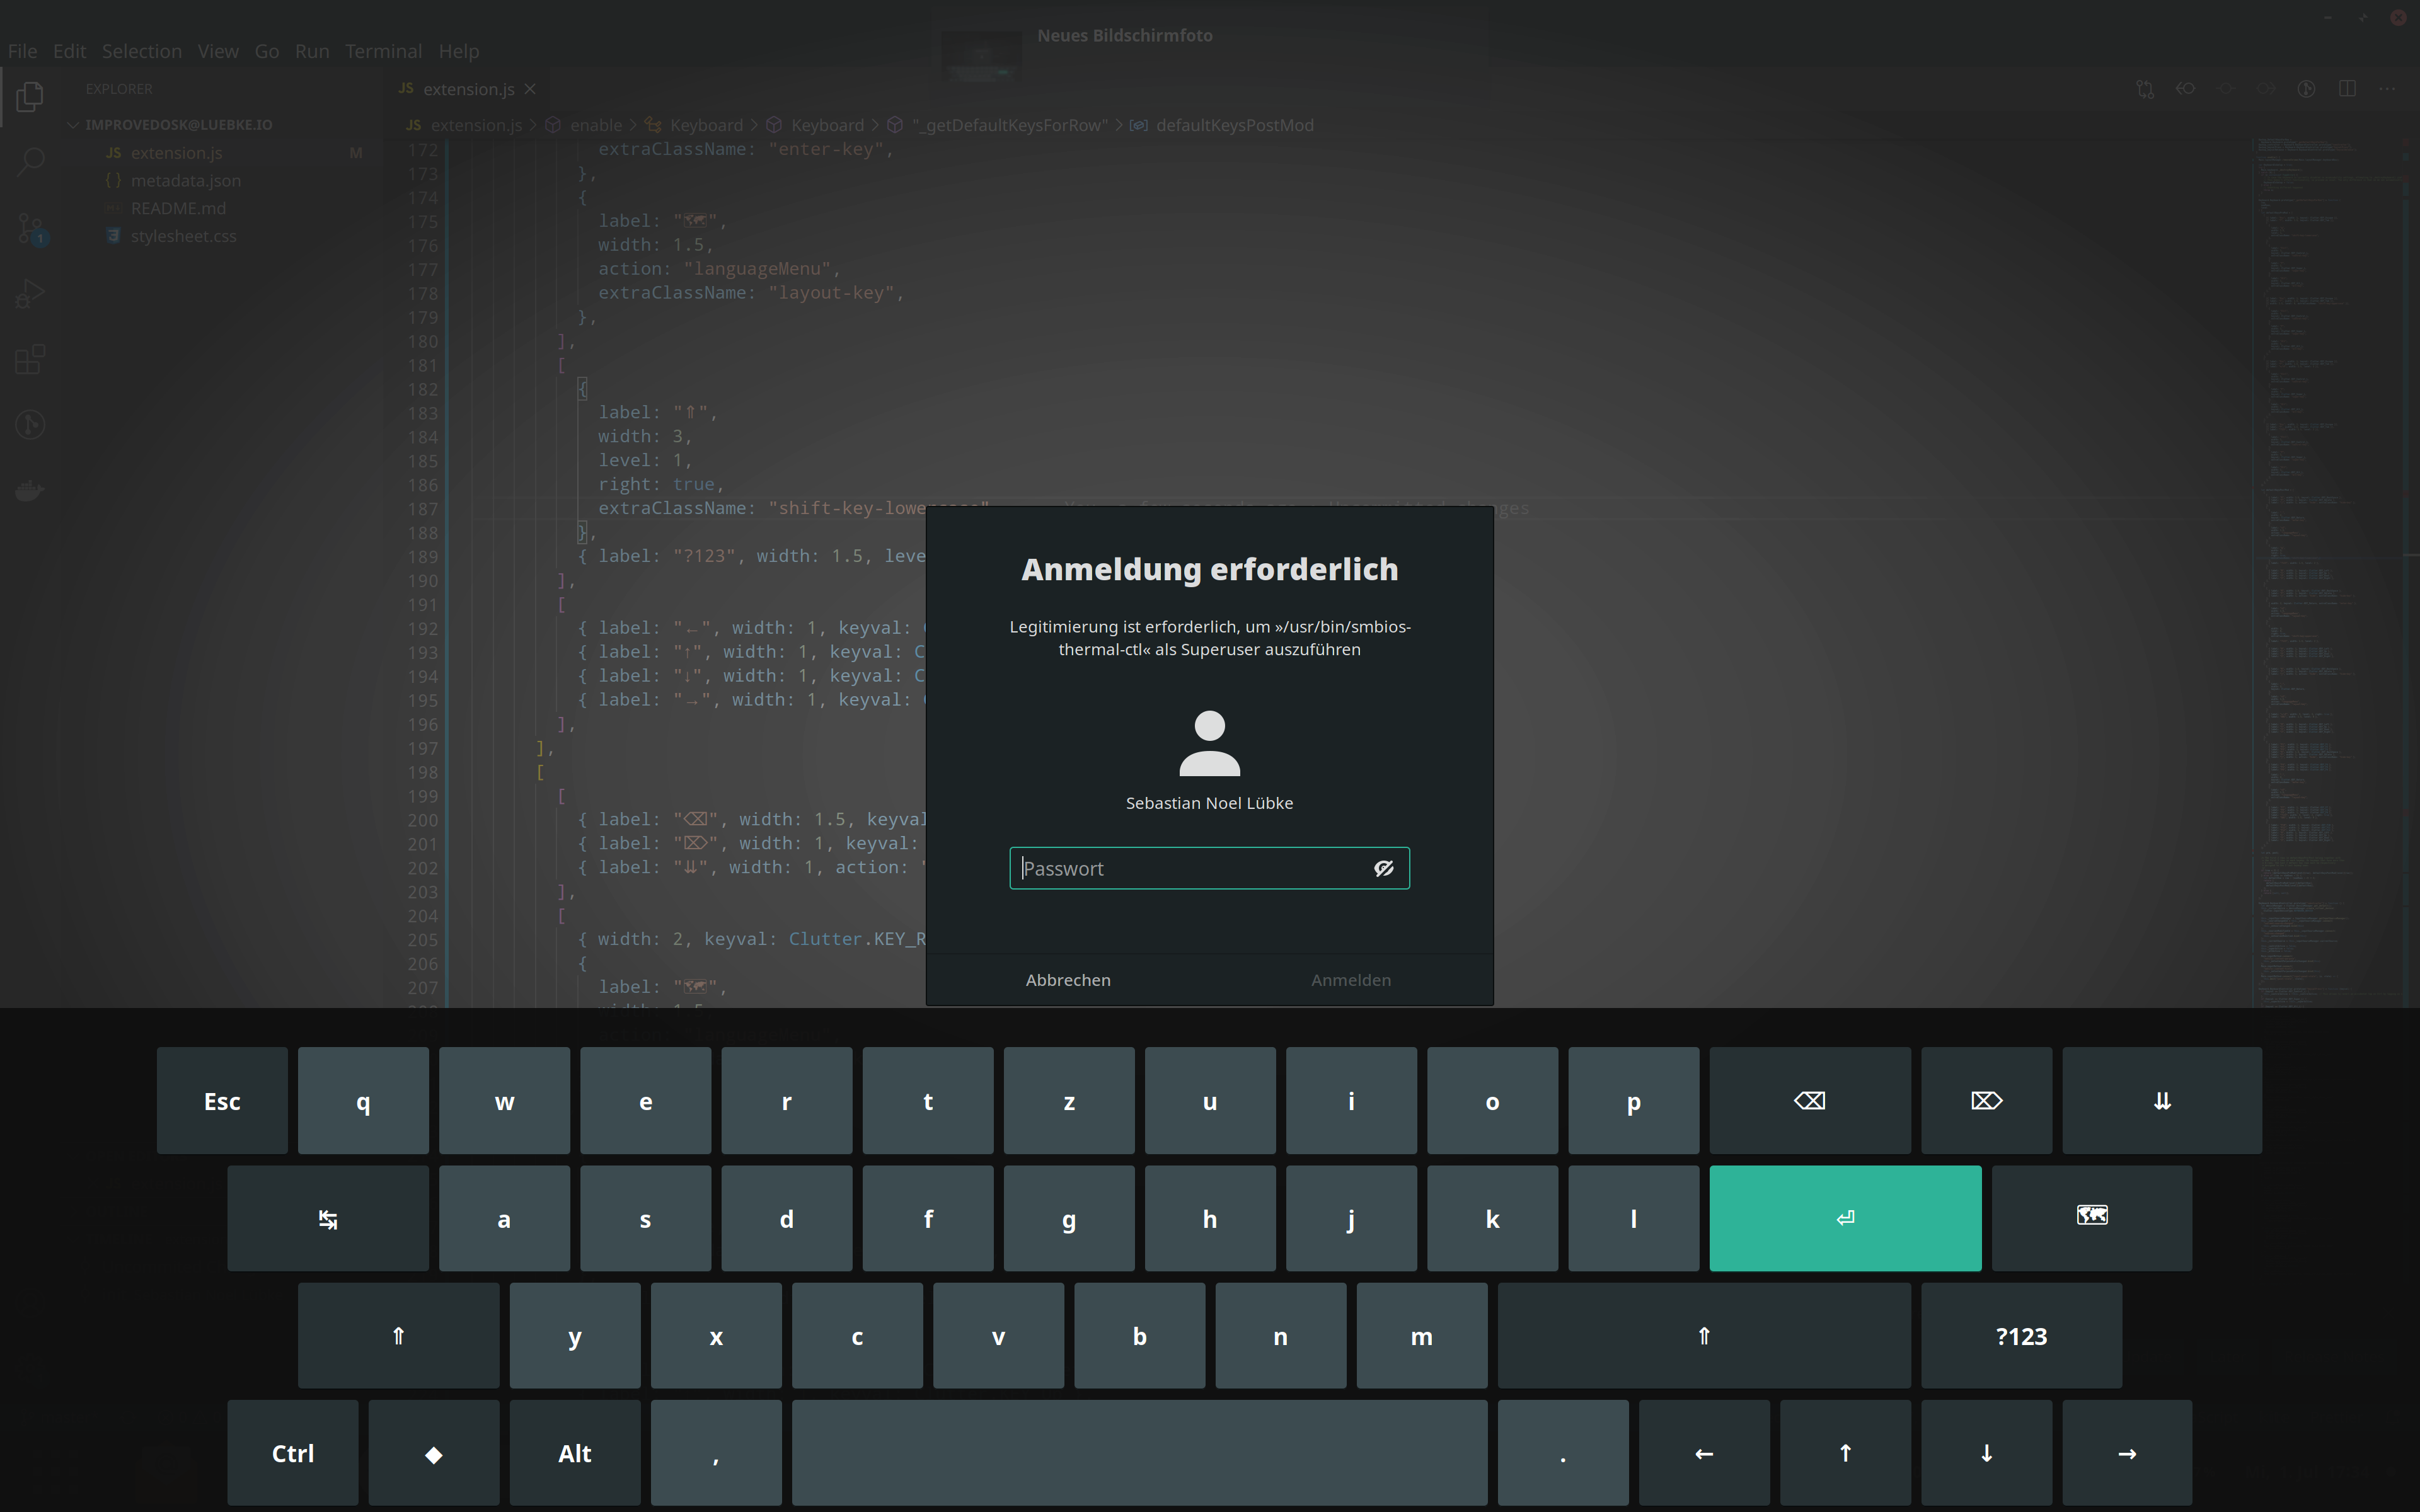 Neues Bildschirmfoto
File Edit Selection View Go Run Terminal Help
EXPLORER
JS extension.js ×
IMPROVEDOSK@LUEBKE.IO
JS extension.js > enable > Keyboard > Keyboard > "_getDefaultKeysForRow" > defaultKeysPostMod
JS extension.js M
{} metadata.json
README.md
stylesheet.css
1
172 extraClassName: "enter-key",
173 },
174 {
175 label: "🗺",
176 width: 1.5,
177 action: "languageMenu",
178 extraClassName: "layout-key",
179 },
180 ],
181 [
182 {
183 label: "⇑",
184 width: 3,
185 level: 1,
186 right: true,
187 extraClassName: "shift-key-lowe
188 },
189 { label: "?123", width: 1.5, leve
190 ],
191 [
192 { label: "←", width: 1, keyval:
193 { label: "↑", width: 1, keyval: C
194 { label: "↓", width: 1, keyval: C
195 { label: "→", width: 1, keyval:
196 ],
197 ],
198 [
199 [
200 { label: "⌫", width: 1.5, keyval
201 { label: "⌦", width: 1, keyval:
202 { label: "⇊", width: 1, action: "
203 ],
204 [
205 { width: 2, keyval: Clutter.KEY_R
206 {
207 label: "🗺",
Anmeldung erforderlich
Legitimierung ist erforderlich, um »/usr/bin/smbios-
thermal-ctl« als Superuser auszuführen
Sebastian Noel Lübke
Passwort
Abbrechen Anmelden
Esc q w e r t z u i o p ⌫ ⌦ ⇊
↹ a s d f g h j k l ⏎ 🗺
⇑ y x c v b n m ⇑ ?123
Ctrl ◆ Alt , . ← ↑ ↓ →